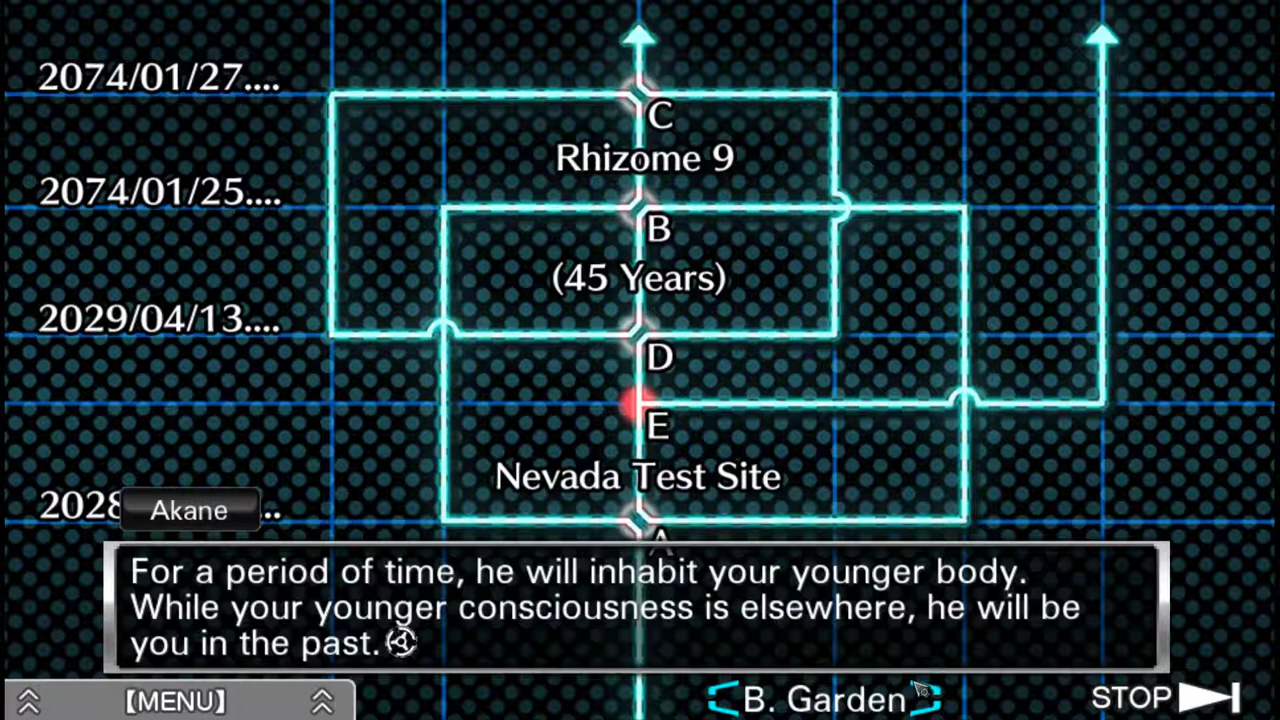 2074/01/27....
C
Rhizome 9
2074/01/25....
B
(45 Years)
2029/04/13....
D
E
Nevada Test Site
2028
..
A
Akane
For a period of time, he will inhabit your younger body.
While your younger consciousness is elsewhere, he will be
you in the past.
【MENU】
B. Garden
STOP